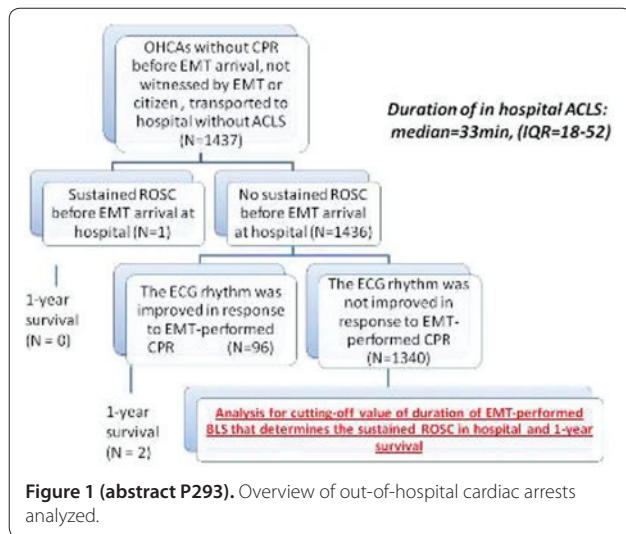 OHCAs without CPR
before EMT arrival, not
witnessed by EMT or
citizen , transported to
hospital without ACLS
(N=1437)
Duration of in hospital ACLS:
median=33min, (IQR=18-52)
Sustained ROSC
before EMT arrival at
hospital (N=1)
No sustained ROSC
before EMT arrival
at hospital (N=1436)
1-year
survival
(N = 0)
The ECG rhythm was
improved in response
to EMT-performed
CPR (N=96)
The ECG rhythm was
not improved in
response to EMT-
performed CPR
(N=1340)
1-year
survival
(N = 2)
Analysis for cutting-off value of duration of EMT-performed
BLS that determines the sustained ROSC in hospital and 1-year
survival
Figure 1 (abstract P293). Overview of out-of-hospital cardiac arrests
analyzed.